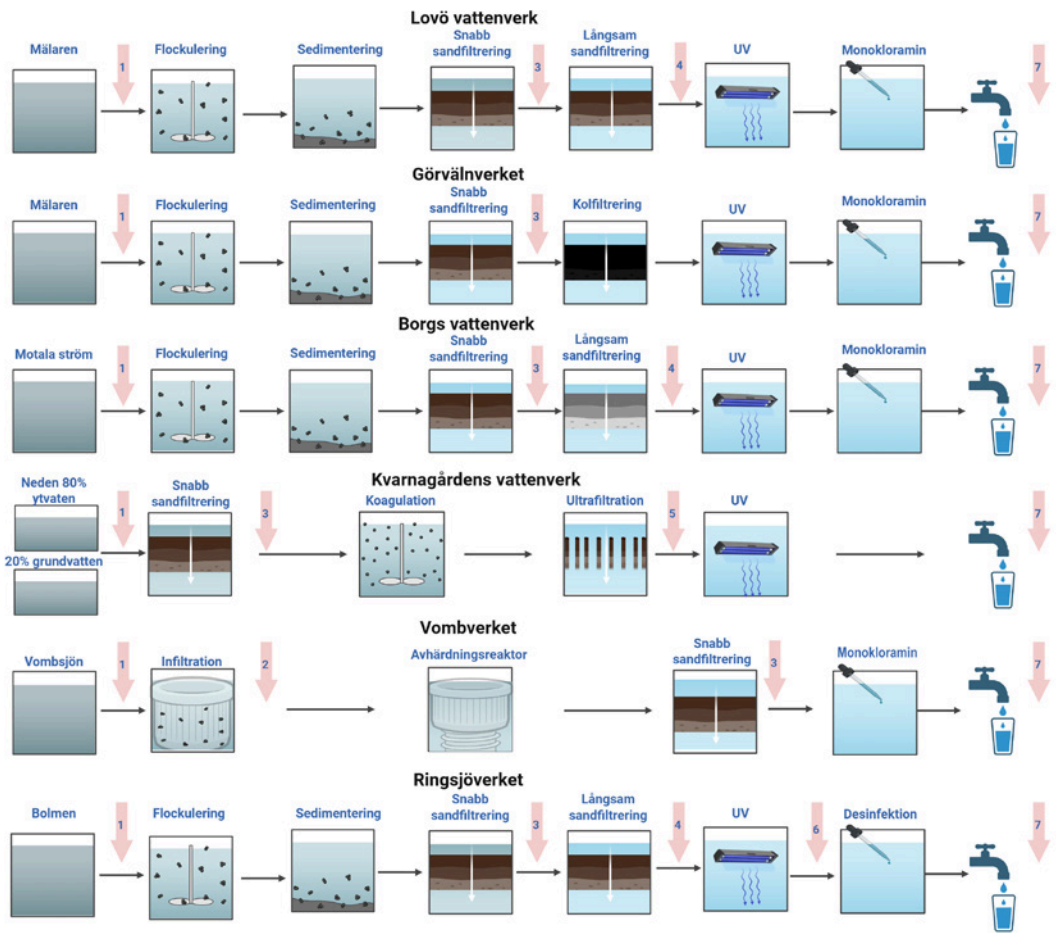 Lovö vattenverk
Mälaren
1
Flockulering
Sedimentering
Snabb
sandfiltrering
3
Långsam
sandfiltrering
4
UV
Monokloramin
7
Görvälnverket
Mälaren
1
Flockulering
Sedimentering
Snabb
sandfiltrering
3
Kolfiltrering
UV
Monokloramin
7
Borgs vattenverk
Motala ström
1
Flockulering
Sedimentering
Snabb
sandfiltrering
3
Långsam
sandfiltrering
4
UV
Monokloramin
7
Kvarnagårdens vattenverk
Neden 80%
ytvaten
20% grundvatten
1
Snabb
sandfiltrering
3
Koagulation
Ultrafiltration
5
UV
7
Vombverket
Vombsjön
1
Infiltration
2
Avhärdningsreaktor
Snabb
sandfiltrering
3
Monokloramin
7
Ringsjöverket
Bolmen
1
Flockulering
Sedimentering
Snabb
sandfiltrering
3
Långsam
sandfiltrering
4
UV
6
Desinfektion
7